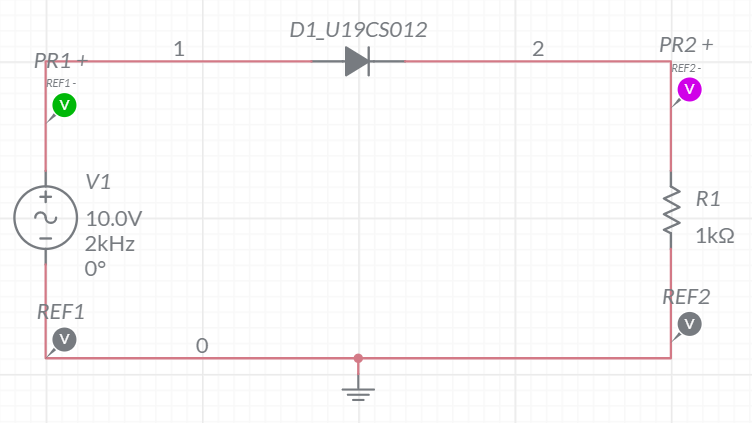 D1_U19CS012
1
2
PR1 +
REF1 -
V
PR2 +
REF2 -
V
V1
10.0V
2kHz
0°
R1
1kΩ
REF1
V
REF2
V
0